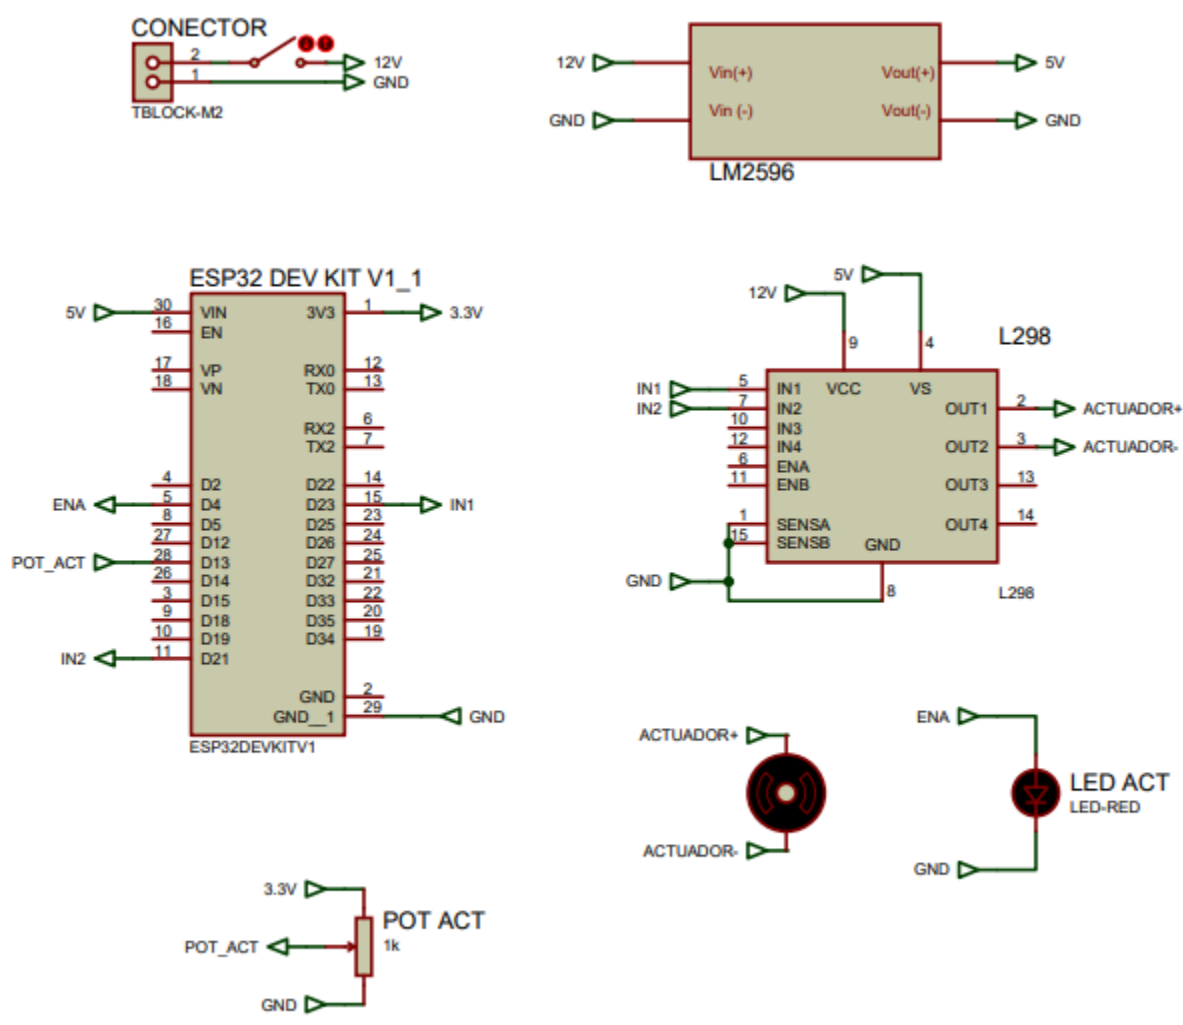 CONECTOR
2
12V
1
GND
TBLOCK-M2
12V
Vin(+)
Vout(+)
5V
GND
Vin (-)
Vout(-)
GND
LM2596
ESP32 DEV KIT V1_1
5V
30
VIN
3V3
1
3.3V
16
EN
17
VP
RX0
12
18
VN
TX0
13
RX2
6
TX2
7
4
D2
D22
14
ENA
5
D4
D23
15
IN1
8
D5
D25
23
27
D12
D26
24
POT_ACT
28
D13
D27
25
26
D14
D32
21
3
D15
D33
22
9
D18
D35
20
10
D19
D34
19
IN2
11
D21
GND
2
GND__1
29
GND
ESP32DEVKITV1
5V
12V
9
4
L298
IN1
5
IN1
VCC
VS
IN2
7
IN2
OUT1
2
ACTUADOR+
10
IN3
12
IN4
OUT2
3
ACTUADOR-
6
ENA
11
ENB
OUT3
13
1
SENSA
OUT4
14
15
SENSB
GND
GND
8
L298
ACTUADOR+
ACTUADOR-
ENA
LED ACT
LED-RED
GND
3.3V
POT ACT
POT_ACT
1k
GND